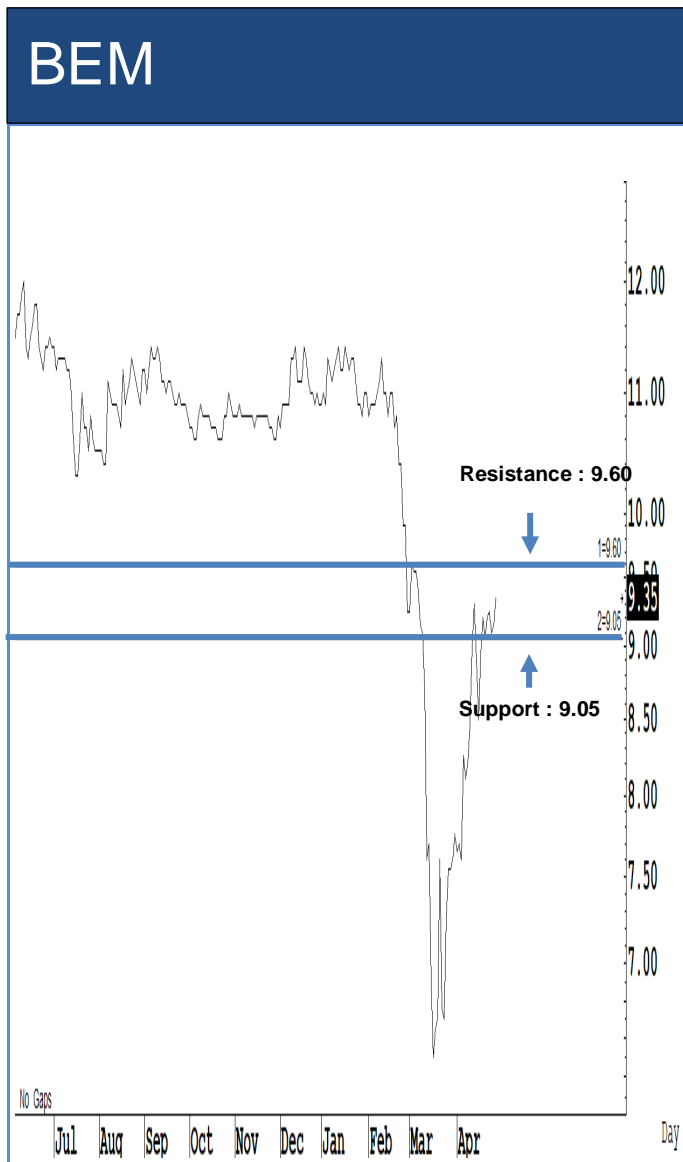 BEM
12.00
11.00
Resistance : 9.60
10.00
1=9.60
9.50
9.35
2=9.05
9.00
Support : 9.05
8.50
8.00
7.50
7.00
No Gaps
Jul Aug Sep Oct Nov Dec Jan Feb Mar Apr Day